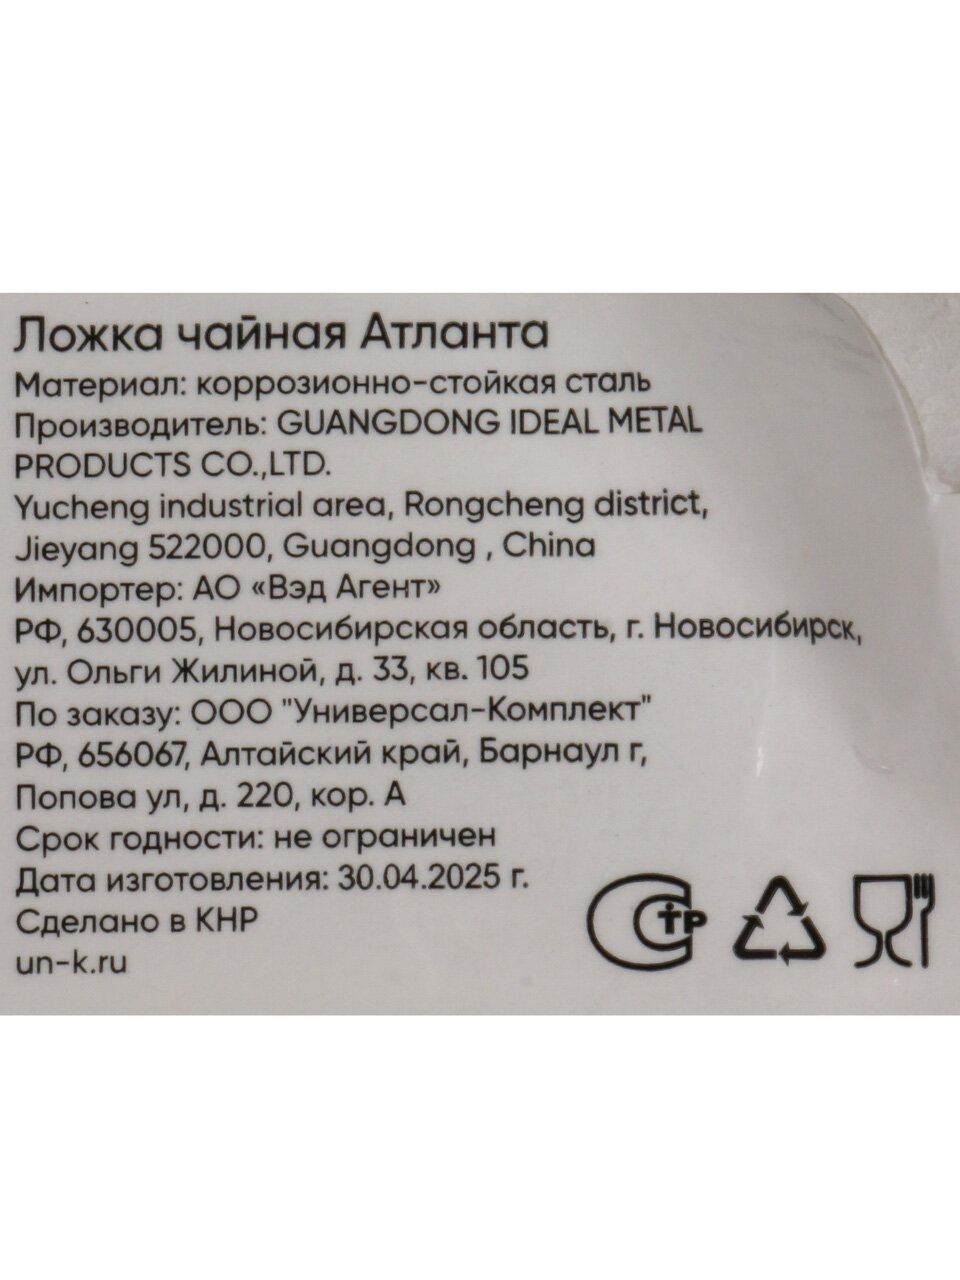 Ложка чайная Атланта
Материал: коррозионно-стойкая сталь
Производитель: GUANGDONG IDEAL METAL
PRODUCTS CO.,LTD.
Yucheng industrial area, Rongcheng district,
Jieyang 522000, Guangdong , China
Импортер: АО «Вэд Агент»
РФ, 630005, Новосибирская область, г. Новосибирск,
ул. Ольги Жилиной, д. 33, кв. 105
По заказу: ООО "Универсал-Комплект"
РФ, 656067, Алтайский край, Барнаул г,
Попова ул, д. 220, кор. А
Срок годности: не ограничен
Дата изготовления: 30.04.2025 г.
Сделано в КНР
un-k.ru
СТР